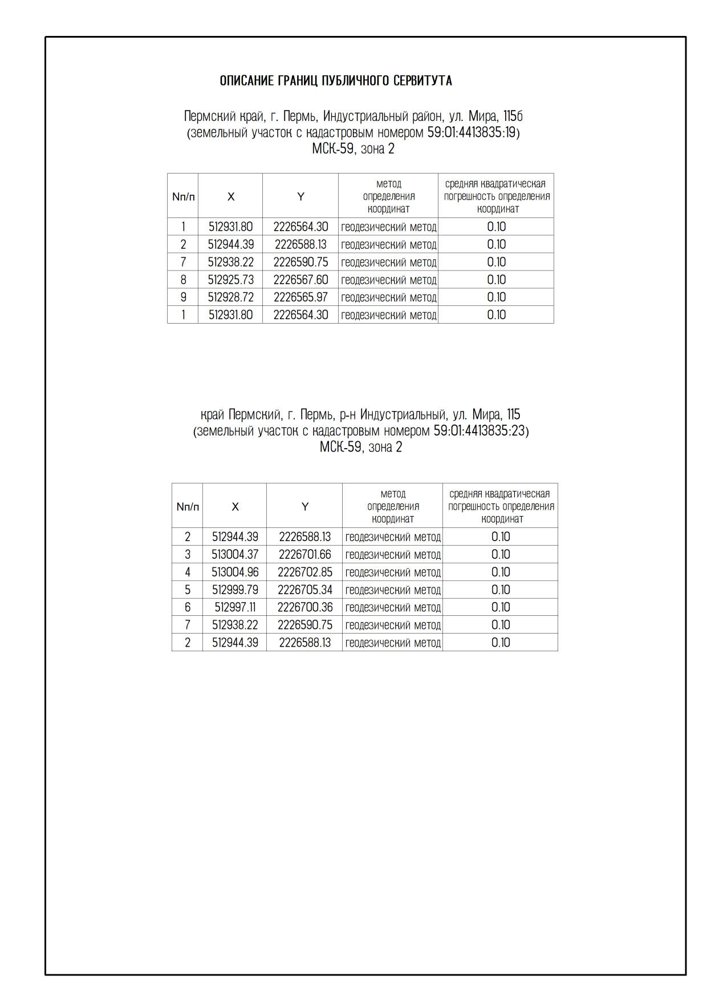 ОПИСАНИЕ ГРАНИЦ ПУБЛИЧНОГО СЕРВИТУТА
Пермский край, г. Пермь, Индустриальный район, ул. Мира, 115б
(земельный участок с кадастровым номером 59:01:4413835:19)
МСК-59, зона 2
Nп/п X Y метод определения координат средняя квадратическая погрешность определения координат
1 512931.80 2226564.30 геодезический метод 0.10
2 512944.39 2226588.13 геодезический метод 0.10
7 512938.22 2226590.75 геодезический метод 0.10
8 512925.73 2226567.60 геодезический метод 0.10
9 512928.72 2226565.97 геодезический метод 0.10
1 512931.80 2226564.30 геодезический метод 0.10
край Пермский, г. Пермь, р-н Индустриальный, ул. Мира, 115
(земельный участок с кадастровым номером 59:01:4413835:23)
МСК-59, зона 2
Nп/п X Y метод определения координат средняя квадратическая погрешность определения координат
2 512944.39 2226588.13 геодезический метод 0.10
3 513004.37 2226701.66 геодезический метод 0.10
4 513004.96 2226702.85 геодезический метод 0.10
5 512999.79 2226705.34 геодезический метод 0.10
6 512997.11 2226700.36 геодезический метод 0.10
7 512938.22 2226590.75 геодезический метод 0.10
2 512944.39 2226588.13 геодезический метод 0.10